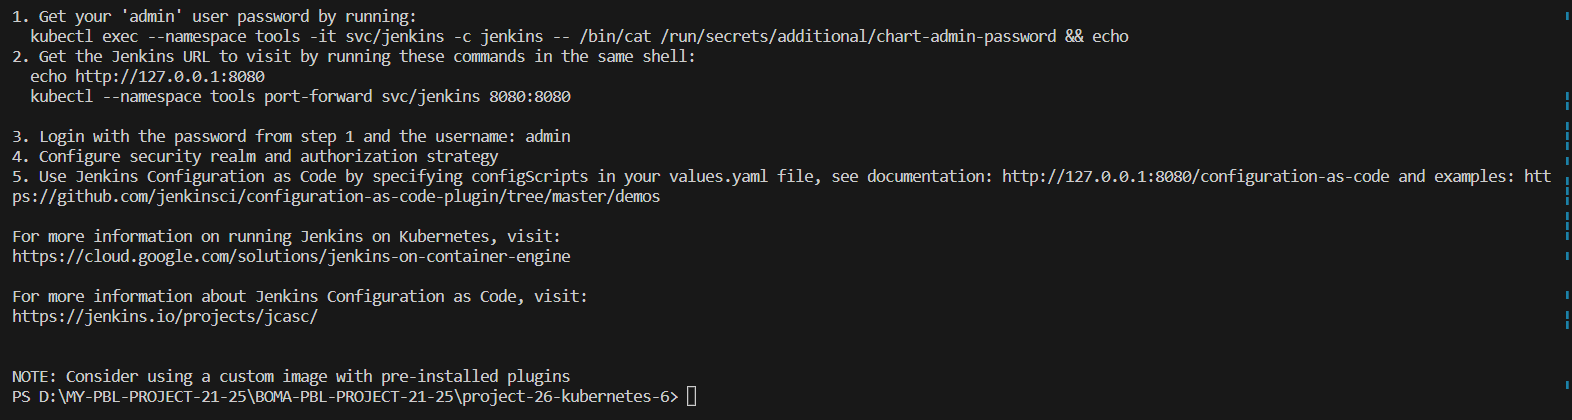 1. Get your 'admin' user password by running:
  kubectl exec --namespace tools -it svc/jenkins -c jenkins -- /bin/cat /run/secrets/additional/chart-admin-password && echo
2. Get the Jenkins URL to visit by running these commands in the same shell:
  echo http://127.0.0.1:8080
  kubectl --namespace tools port-forward svc/jenkins 8080:8080

3. Login with the password from step 1 and the username: admin
4. Configure security realm and authorization strategy
5. Use Jenkins Configuration as Code by specifying configScripts in your values.yaml file, see documentation: http://127.0.0.1:8080/configuration-as-code and examples: htt
ps://github.com/jenkinsci/configuration-as-code-plugin/tree/master/demos

For more information on running Jenkins on Kubernetes, visit:
https://cloud.google.com/solutions/jenkins-on-container-engine

For more information about Jenkins Configuration as Code, visit:
https://jenkins.io/projects/jcasc/


NOTE: Consider using a custom image with pre-installed plugins
PS D:\MY-PBL-PROJECT-21-25\BOMA-PBL-PROJECT-21-25\project-26-kubernetes-6>